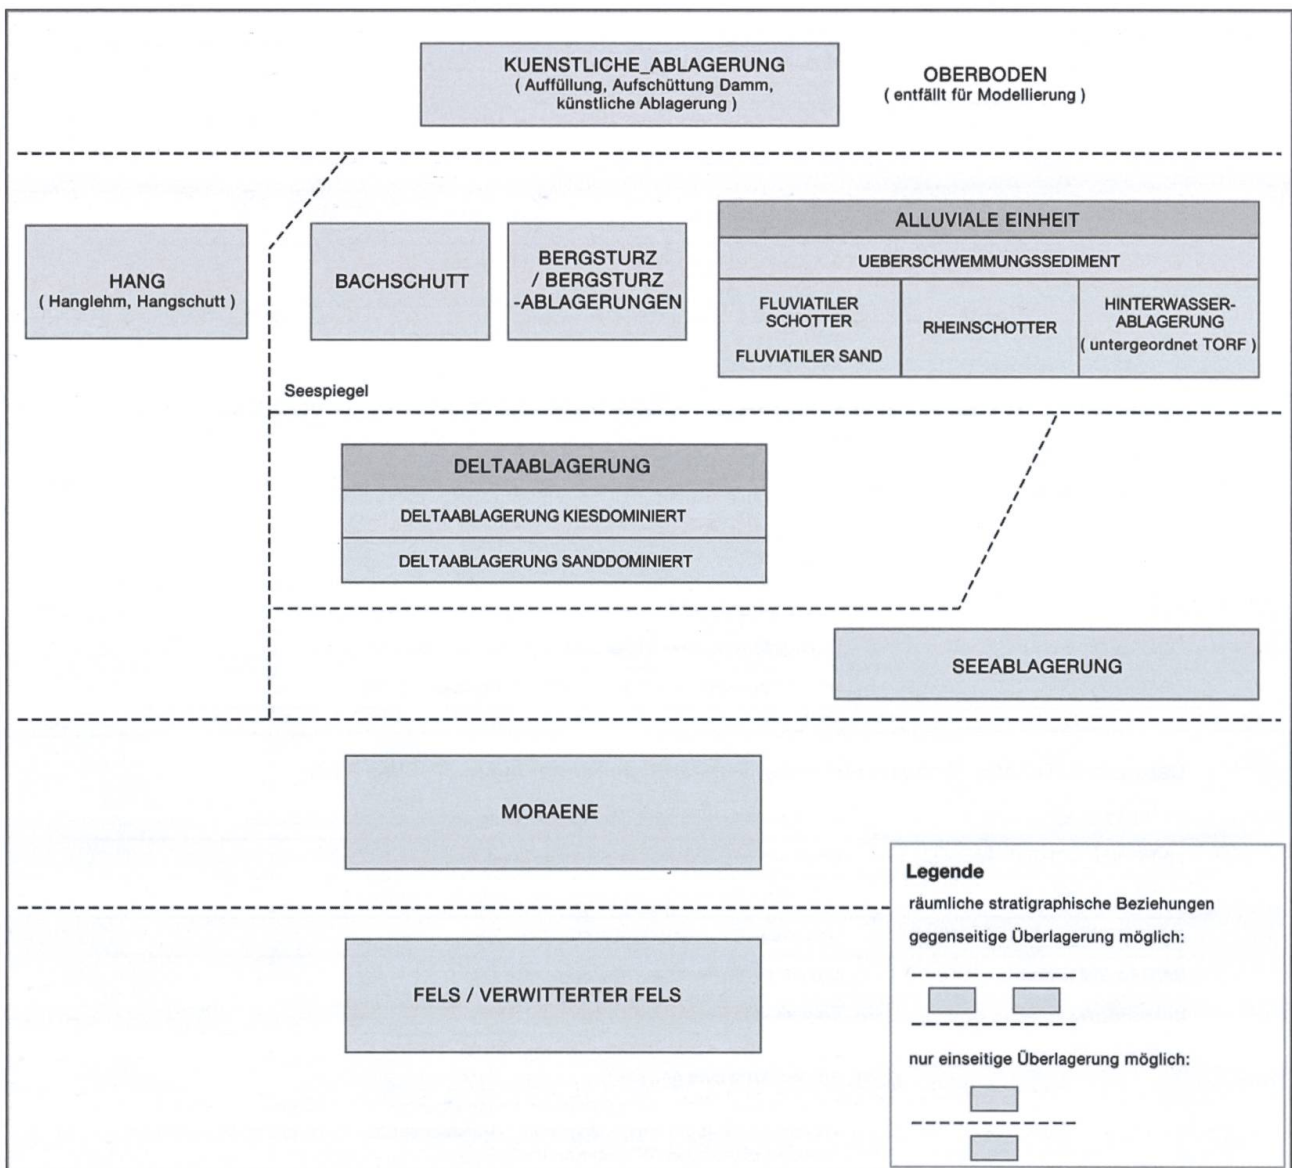 KUENSTLICHE_ABLAGERUNG
( Auffüllung, Aufschüttung Damm,
künstliche Ablagerung )
OBERBODEN
( entfällt für Modellierung )
HANG
( Hanglehm, Hangschutt )
BACHSCHUTT
BERGSTURZ
/ BERGSTURZ
-ABLAGERUNGEN
ALLUVIALE EINHEIT
UEBERSCHWEMMUNGSSEDIMENT
FLUVIATILER
SCHOTTER
FLUVIATILER SAND
RHEINSCHOTTER
HINTERWASSER-
ABLAGERUNG
( untergeordnet TORF )
Seespiegel
DELTAABLAGERUNG
DELTAABLAGERUNG KIESDOMINIERT
DELTAABLAGERUNG SANDDOMINIERT
SEEABLAGERUNG
MORAENE
FELS / VERWITTERTER FELS
Legende
räumliche stratigraphische Beziehungen
gegenseitige Überlagerung möglich:
nur einseitige Überlagerung möglich: